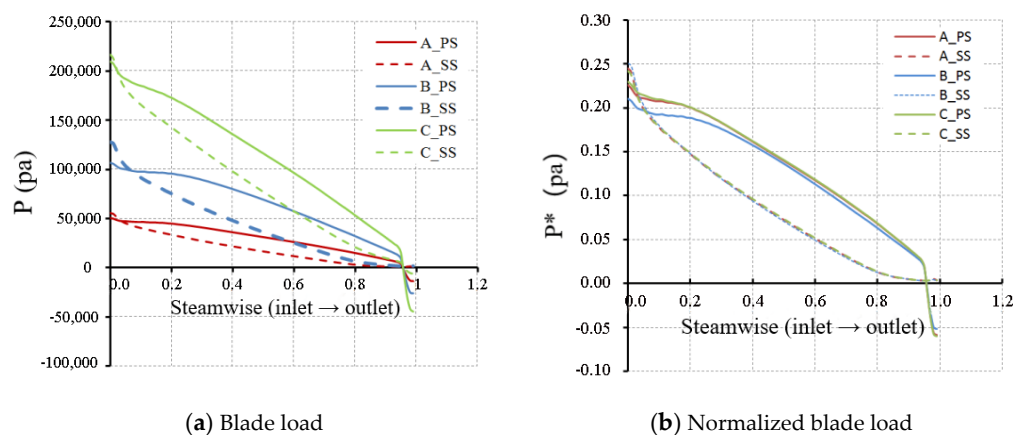 250,000
200,000
150,000
100,000
50,000
0
-50,000
-100,000
P (pa)
0.0 0.2 0.4 0.6 0.8 1 1.2
Steamwise (inlet → outlet)
A_PS
A_SS
B_PS
B_SS
C_PS
C_SS
(a) Blade load
0.30
0.25
0.20
0.15
0.10
0.05
0.00
-0.05
-0.10
P* (pa)
0.0 0.2 0.4 0.6 0.8 1.0 1.2
Steamwise (inlet → outlet)
A_PS
A_SS
B_PS
B_SS
C_PS
C_SS
(b) Normalized blade load